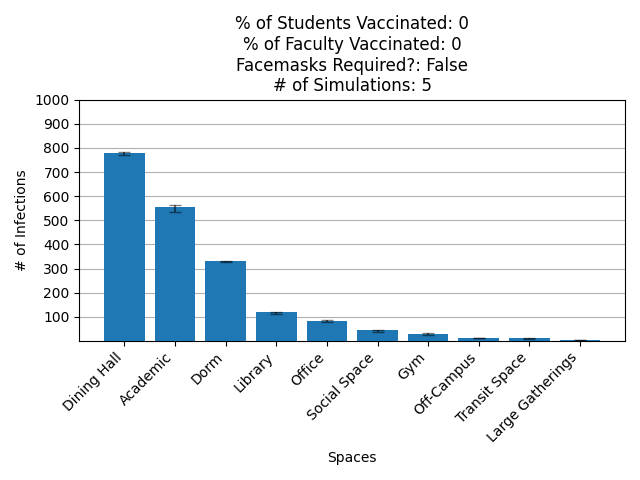 % of Students Vaccinated: 0
% of Faculty Vaccinated: 0
Facemasks Required?: False
# of Simulations: 5
1000
900
800
700
600
500
400
300
200
100
# of Infections
Dining Hall
Academic
Dorm
Library
Office
Social Space
Gym
Off-Campus
Transit Space
Large Gatherings
Spaces